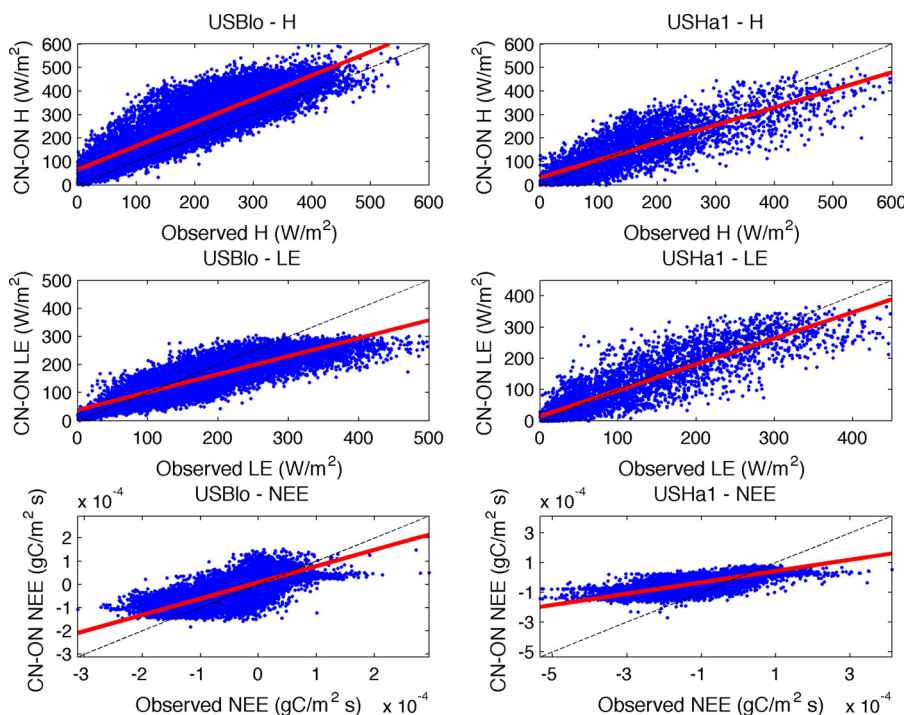 USBlo - H
CN-ON H (W/m²)
600
500
400
300
200
100
0
0 100 200 300 400 500 600
Observed H (W/m²)
USHa1 - H
CN-ON H (W/m²)
600
500
400
300
200
100
0
0 100 200 300 400 500 600
Observed H (W/m²)
USBlo - LE
CN-ON LE (W/m²)
500
400
300
200
100
0
0 100 200 300 400 500
Observed LE (W/m²)
USHa1 - LE
CN-ON LE (W/m²)
400
300
200
100
0
0 100 200 300 400
Observed LE (W/m²)
USBlo - NEE
x 10⁻⁴
CN-ON NEE (gC/m² s)
2
1
0
-1
-2
-3
-3 -2 -1 0 1 2
Observed NEE (gC/m² s)
x 10⁻⁴
USHa1 - NEE
x 10⁻⁴
CN-ON NEE (gC/m² s)
3
1
-1
-3
-5
-5 -3 -1 1 3
Observed NEE (gC/m² s)
x 10⁻⁴